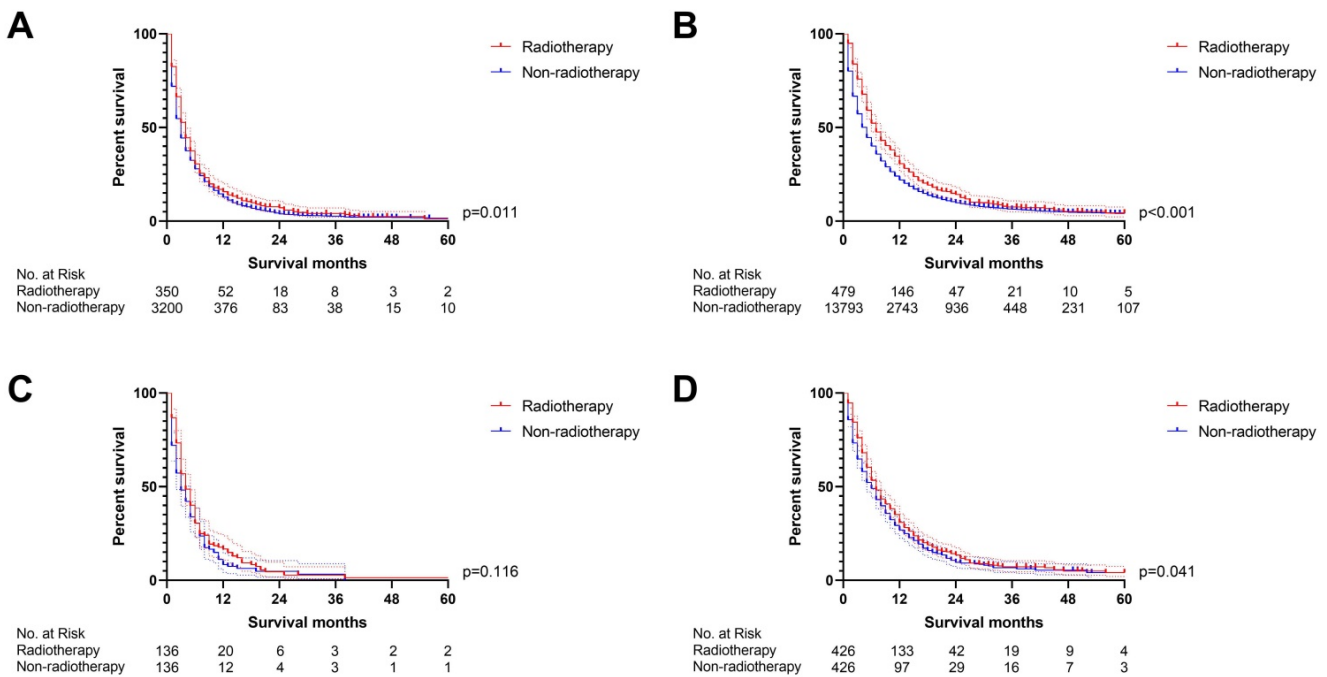 A
100
50
0
Percent survival
0 12 24 36 48 60
Survival months
Radiotherapy
Non-radiotherapy
p=0.011
No. at Risk
Radiotherapy 350 52 18 8 3 2
Non-radiotherapy 3200 376 83 38 15 10
B
100
50
0
Percent survival
0 12 24 36 48 60
Survival months
Radiotherapy
Non-radiotherapy
p<0.001
No. at Risk
Radiotherapy 479 146 47 21 10 5
Non-radiotherapy 13793 2743 936 448 231 107
C
100
50
0
Percent survival
0 12 24 36 48 60
Survival months
Radiotherapy
Non-radiotherapy
p=0.116
No. at Risk
Radiotherapy 136 20 6 3 2 2
Non-radiotherapy 136 12 4 3 1 1
D
100
50
0
Percent survival
0 12 24 36 48 60
Survival months
Radiotherapy
Non-radiotherapy
p=0.041
No. at Risk
Radiotherapy 426 133 42 19 9 4
Non-radiotherapy 426 97 29 16 7 3